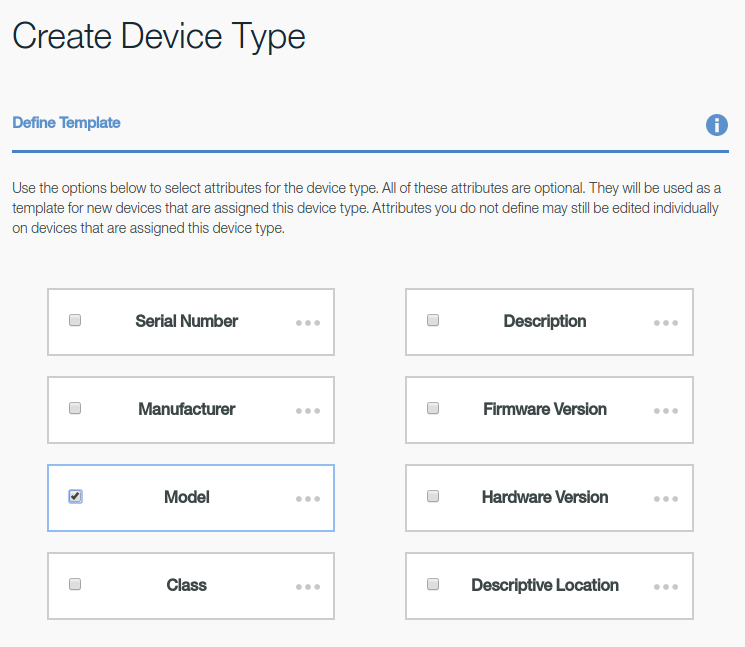 Create Device Type
Define Template
Use the options below to select attributes for the device type. All of these attributes are optional. They will be used as a
template for new devices that are assigned this device type. Attributes you do not define may still be edited individually
on devices that are assigned this device type.
Serial Number
Description
Manufacturer
Firmware Version
Model
Hardware Version
Class
Descriptive Location